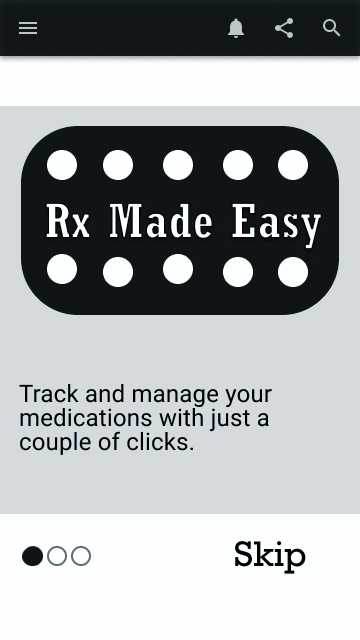 Rx Made Easy
Track and manage your
medications with just a
couple of clicks.
Skip